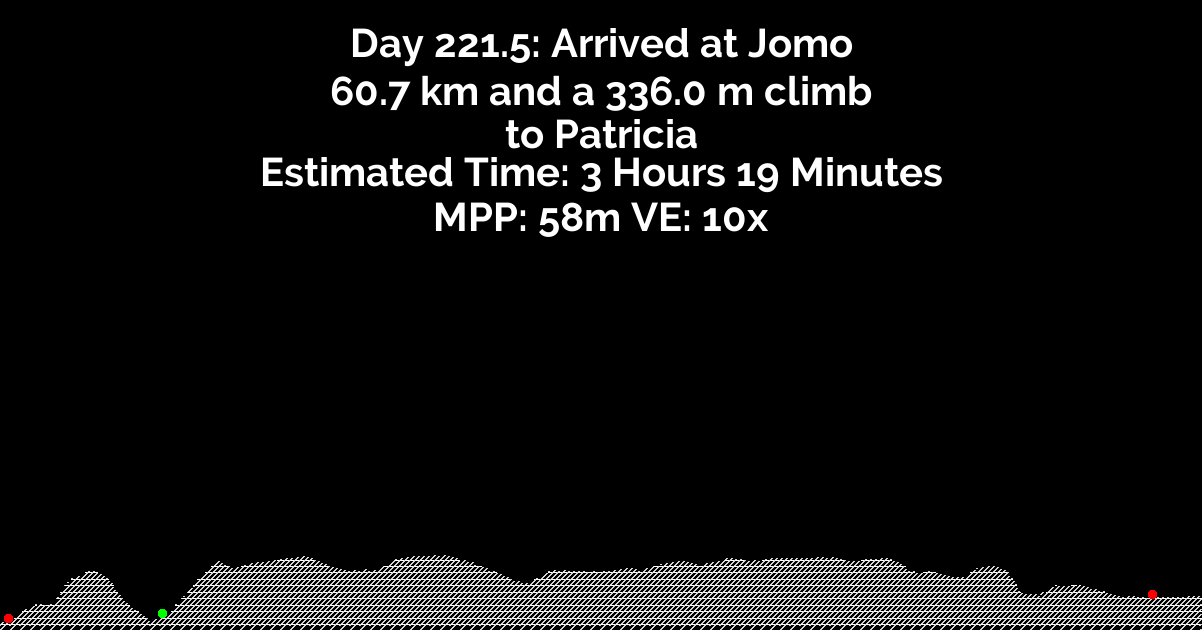 Day 221.5: Arrived at Jomo
60.7 km and a 336.0 m climb
to Patricia
Estimated Time: 3 Hours 19 Minutes
MPP: 58m VE: 10x